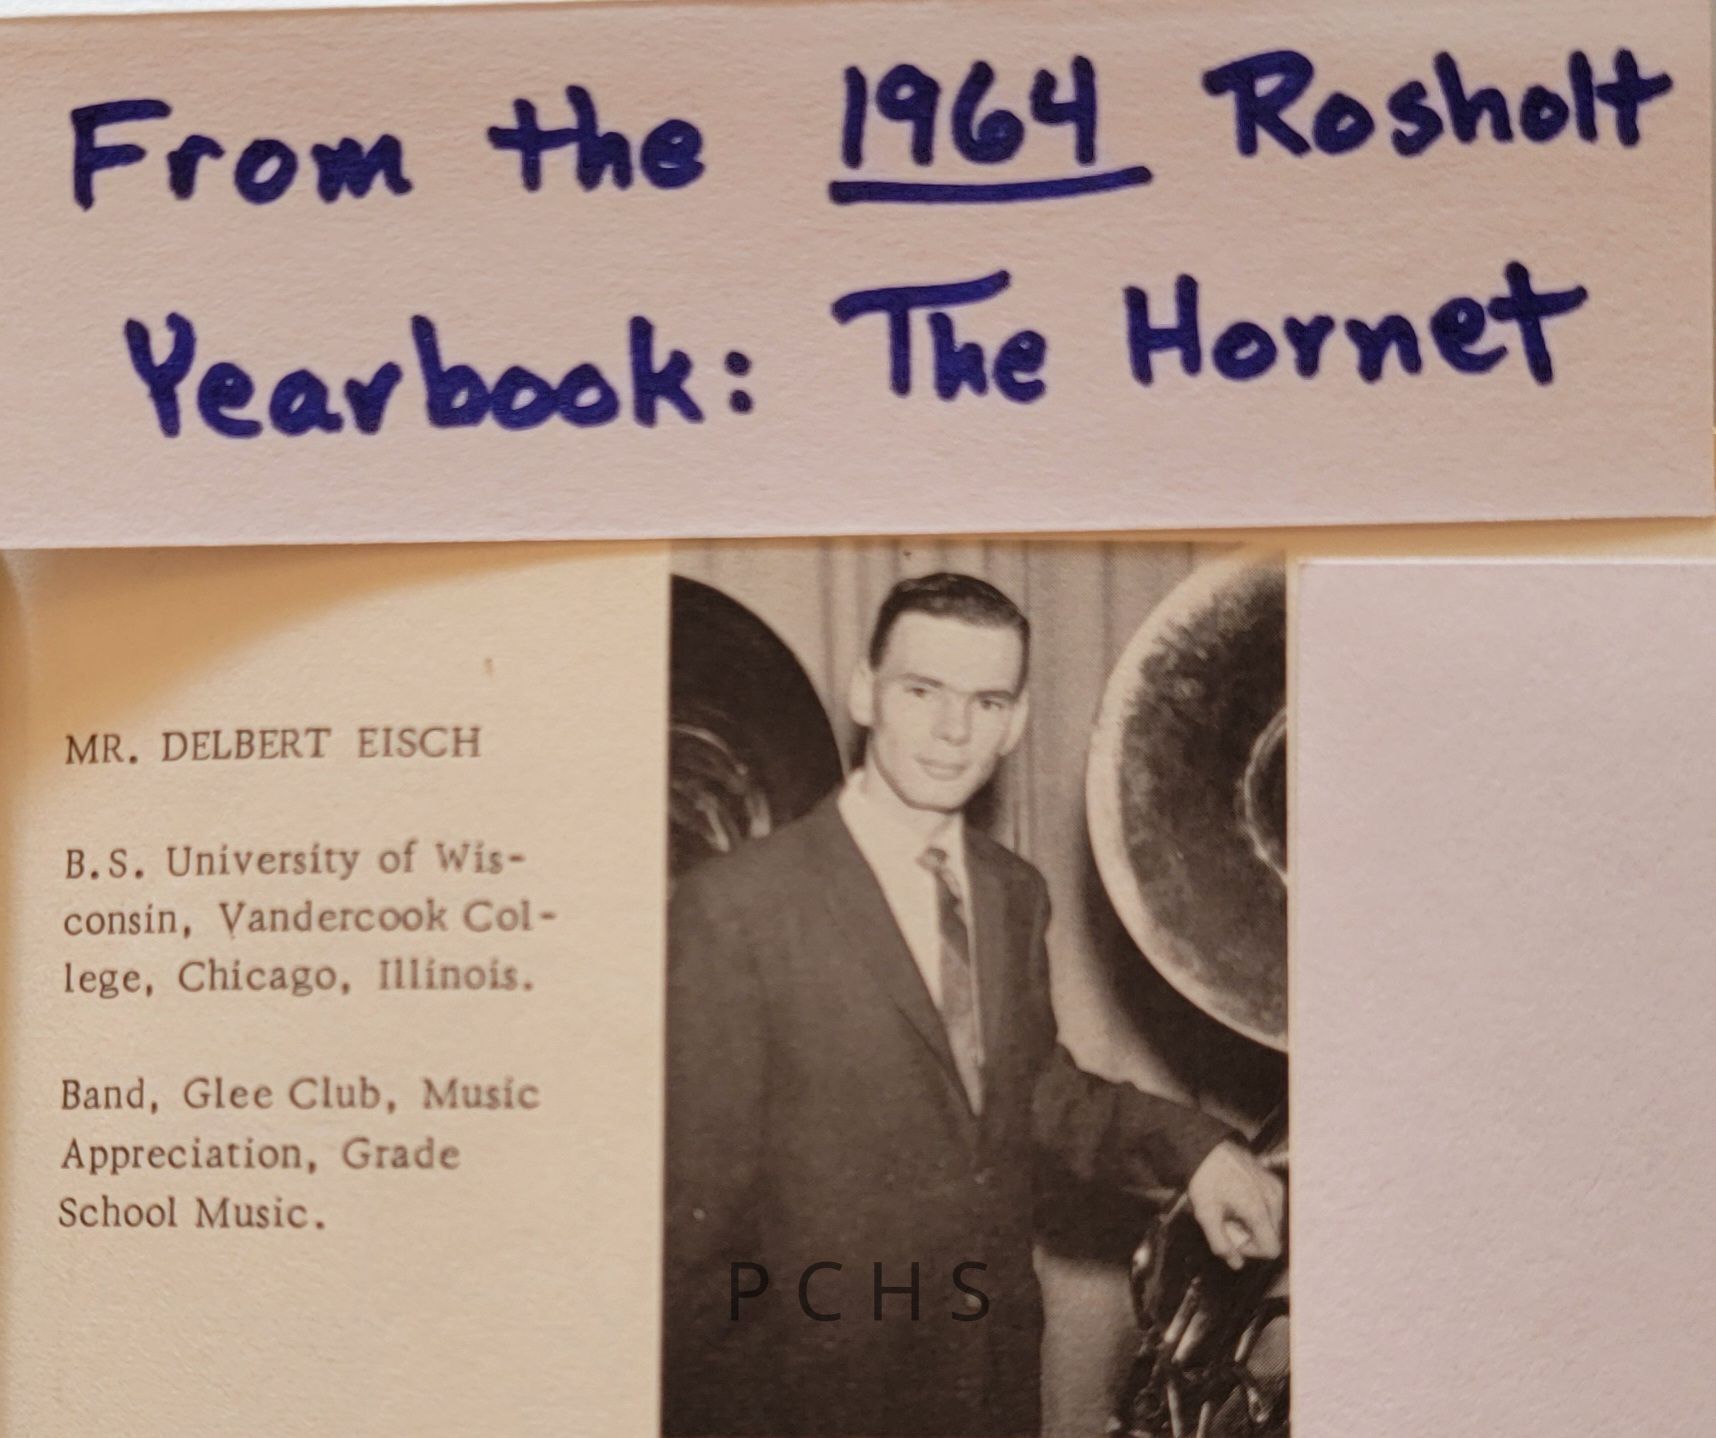 From the 1964 Rosholt
Yearbook: The Hornet
MR. DELBERT EISCH
B.S. University of Wis-
consin, Vandercook Col-
lege, Chicago, Illinois.
Band, Glee Club, Music
Appreciation, Grade
School Music.
PCHS